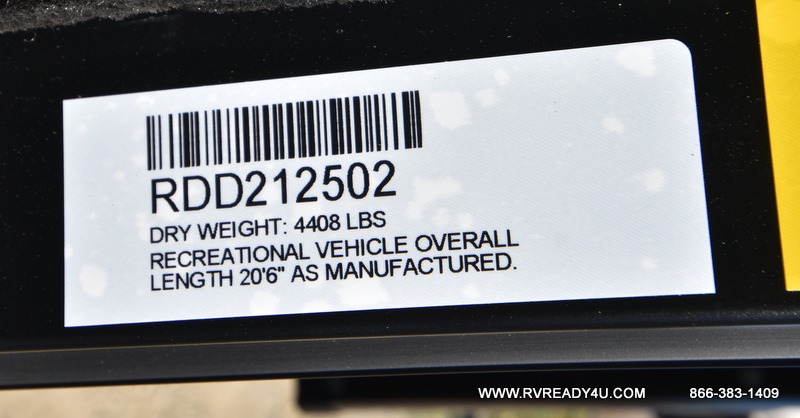 RDD212502
DRY WEIGHT: 4408 LBS
RECREATIONAL VEHICLE OVERALL
LENGTH 20'6" AS MANUFACTURED.
WWW.RVREADY4U.COM 866-383-1409